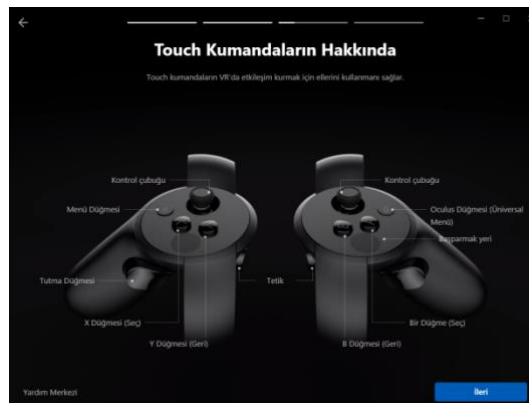 Touch Kumandaların Hakkında
Touch kumandaların VR'da etkileşim kurmak için ellerini kullanmanı sağlar.
Kontrol çubuğu
Kontrol çubuğu
Menü Düğmesi
Oculus Düğmesi (Üniversal
Menü)
Başparmak yeri
Tutma Düğmesi
Tetik
X Düğmesi (Seç)
Bir Düğme (Seç)
Y Düğmesi (Geri)
B Düğmesi (Geri)
Yardım Merkezi
İleri